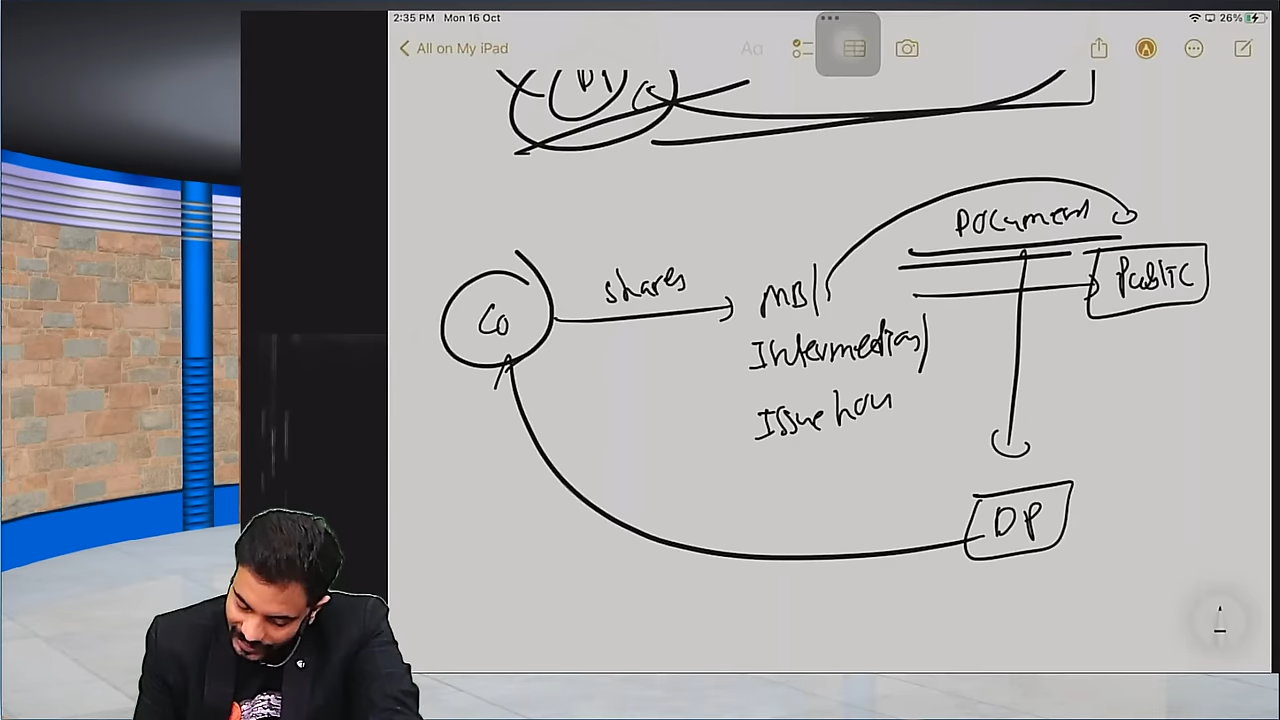 2:35 PM Mon 16 Oct
26%
All on My iPad
Aa
Document
Public
shares
Co
MB/
Intermediary/
Issue hou
DP